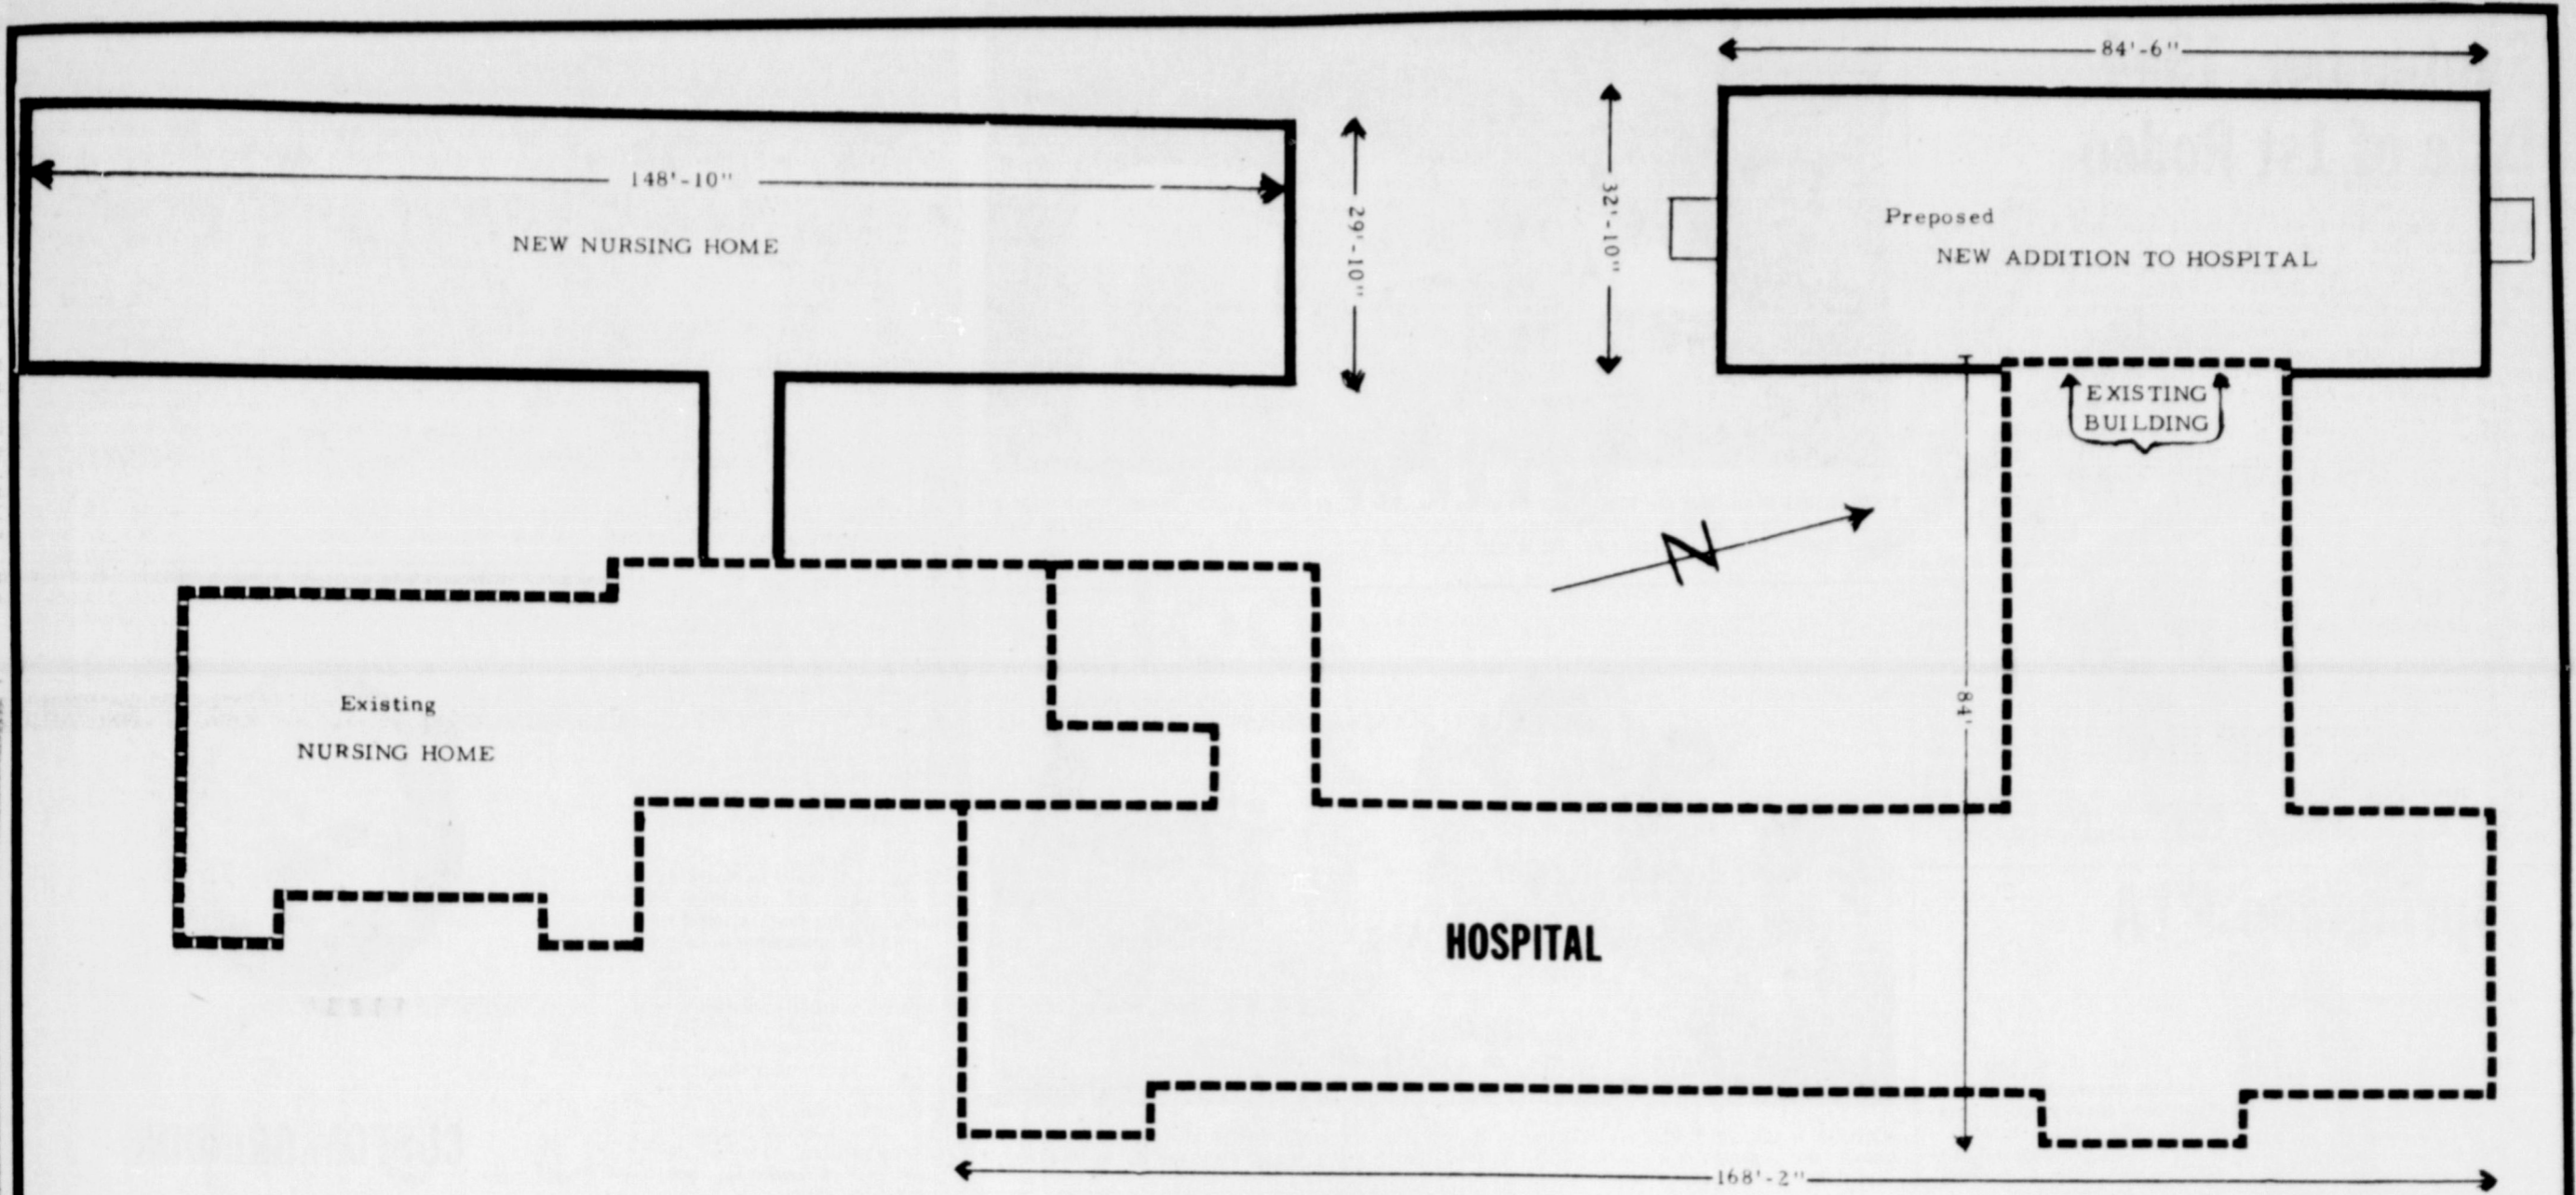 84'-6"
148'-10"
NEW NURSING HOME
29'-10"
32'-10"
Preposed
NEW ADDITION TO HOSPITAL
EXISTING
BUILDING
N
84'
Existing
NURSING HOME
HOSPITAL
168'-2"